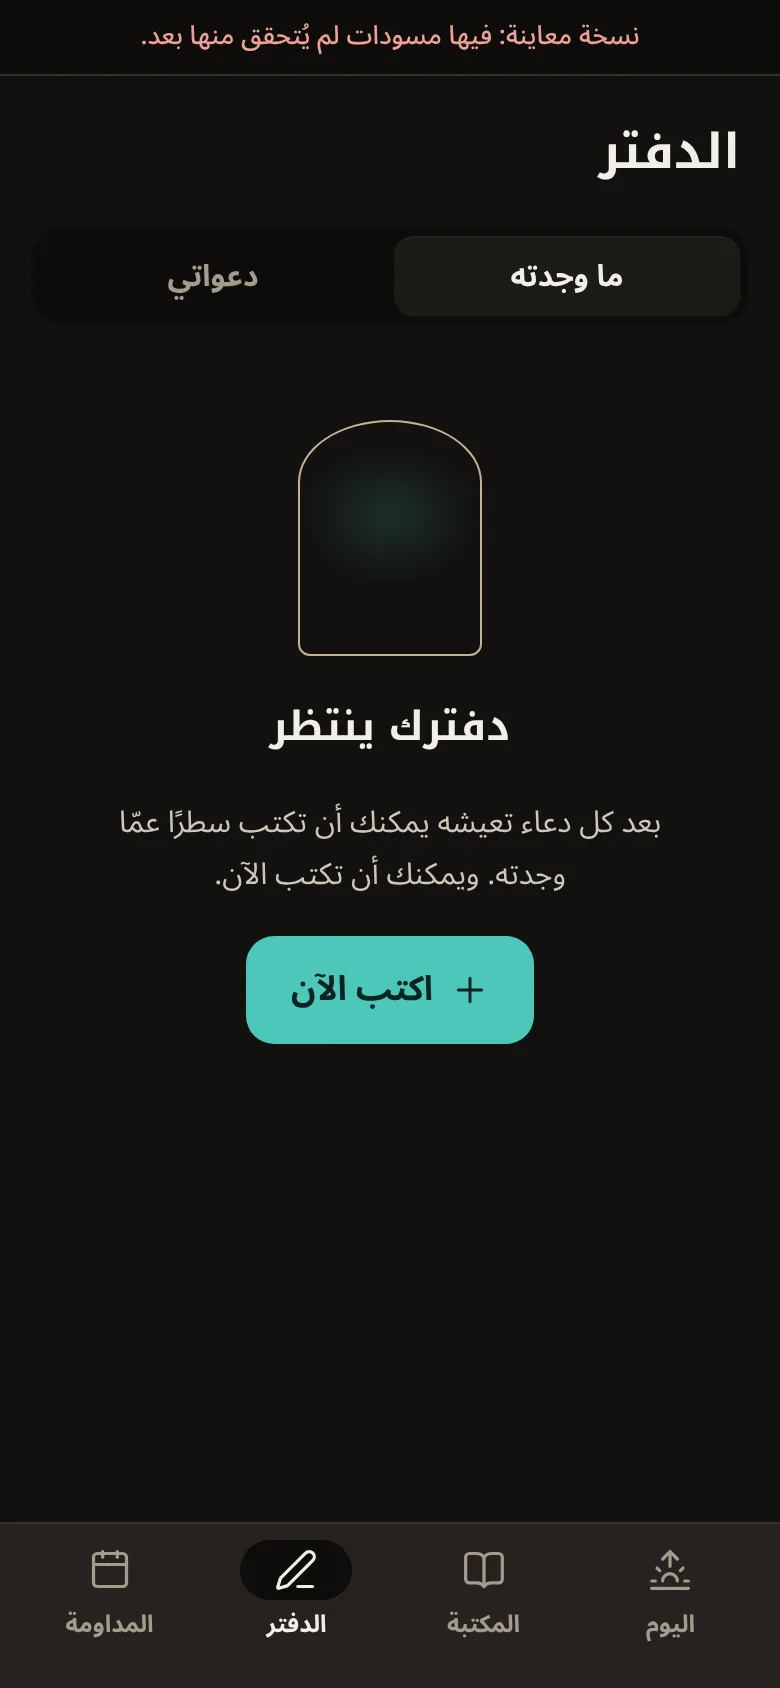 نسخة معاينة: فيها مسودات لم يُتحقق منها بعد.
الدفتر
ما وجدته
دعواتي
دفترك ينتظر
بعد كل دعاء تعيشه يمكنك أن تكتب سطرًا عمّا
وجدته. ويمكنك أن تكتب الآن.
اكتب الآن
اليوم
المكتبة
الدفتر
المداومة